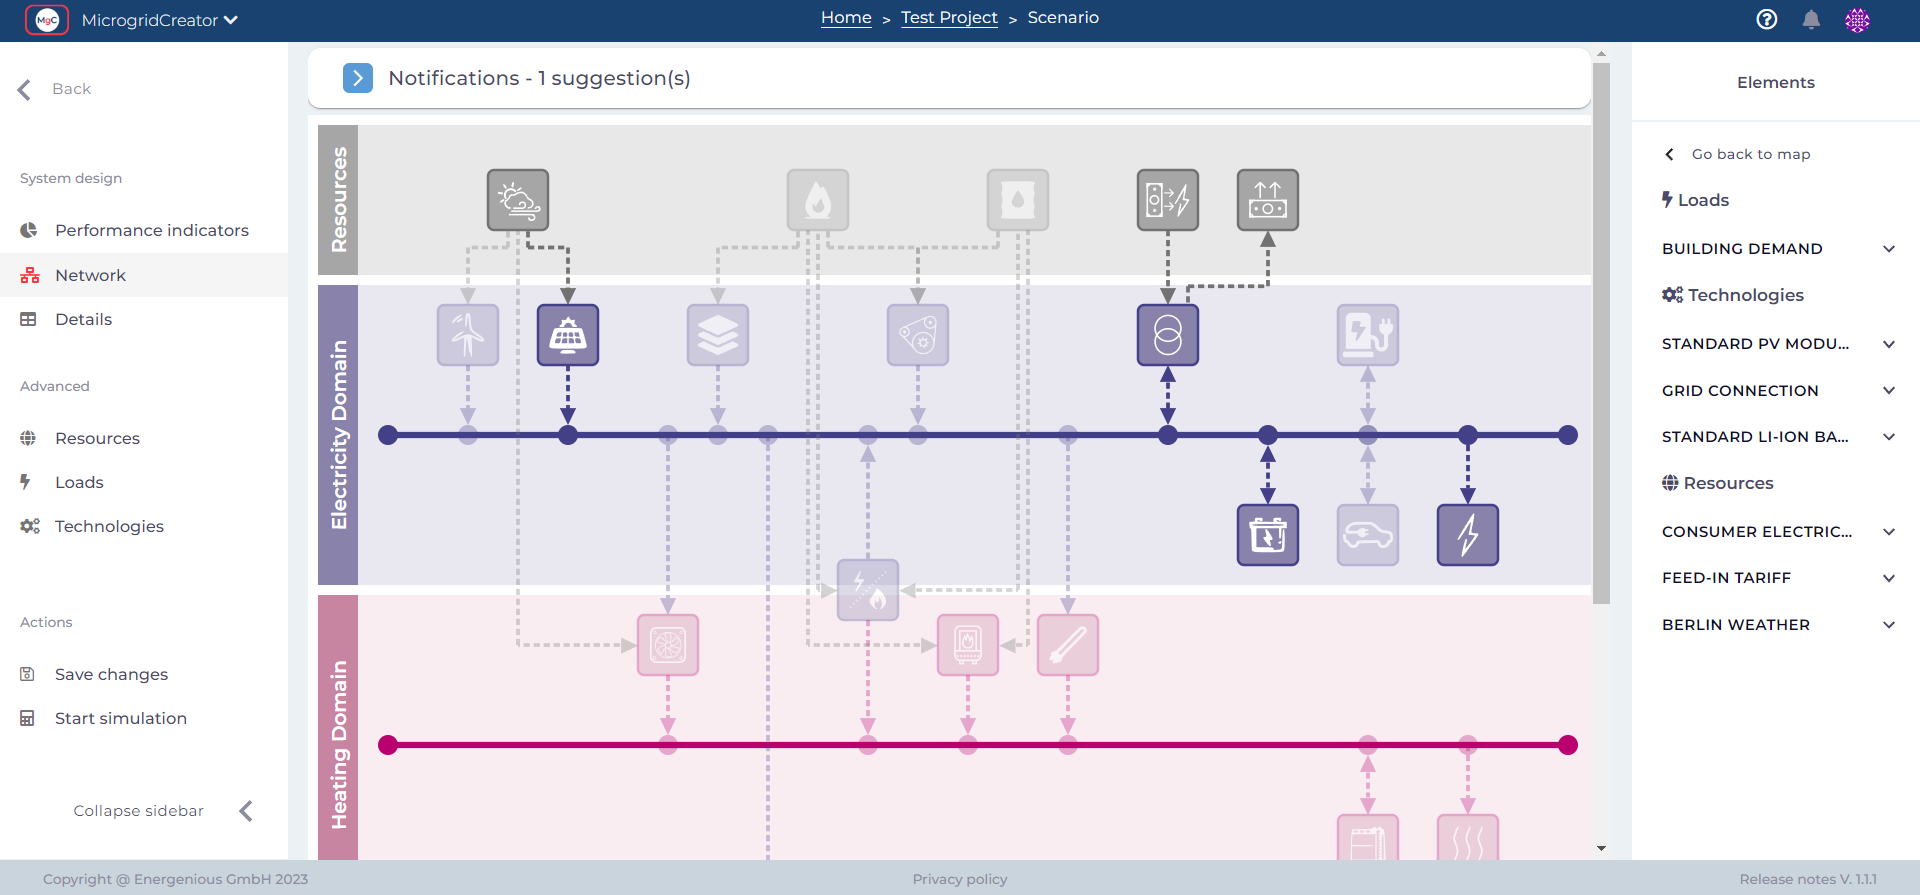 MgC MicrogridCreator
Home > Test Project > Scenario
Back
System design
Performance indicators
Network
Details
Advanced
Resources
Loads
Technologies
Actions
Save changes
Start simulation
Collapse sidebar
Notifications - 1 suggestion(s)
Resources
Electricity Domain
Heating Domain
Elements
Go back to map
Loads
BUILDING DEMAND
Technologies
STANDARD PV MODU...
GRID CONNECTION
STANDARD LI-ION BA...
Resources
CONSUMER ELECTRIC...
FEED-IN TARIFF
BERLIN WEATHER
Copyright @ Energenious GmbH 2023
Privacy policy
Release notes V. 1.1.1